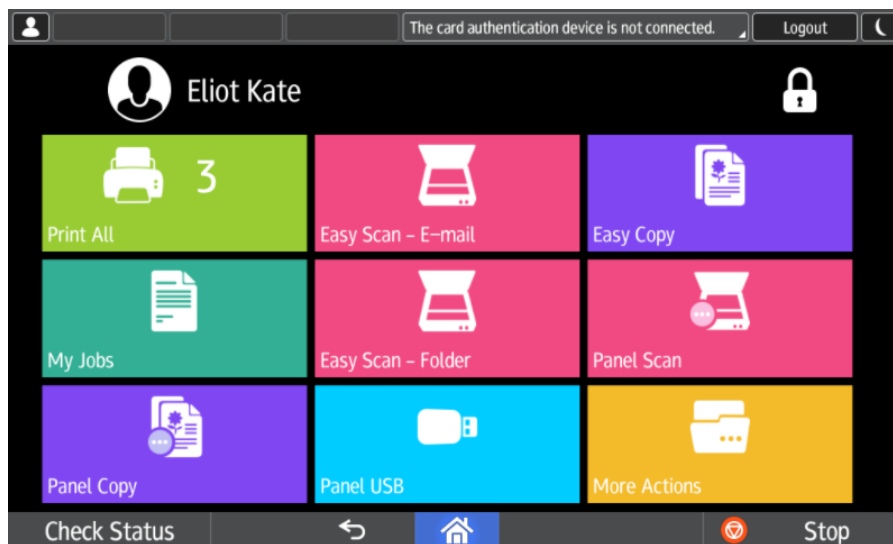 The card authentication device is not connected.
Logout
Eliot Kate
3
Print All
Easy Scan – E-mail
Easy Copy
My Jobs
Easy Scan – Folder
Panel Scan
Panel Copy
Panel USB
More Actions
Check Status
Stop